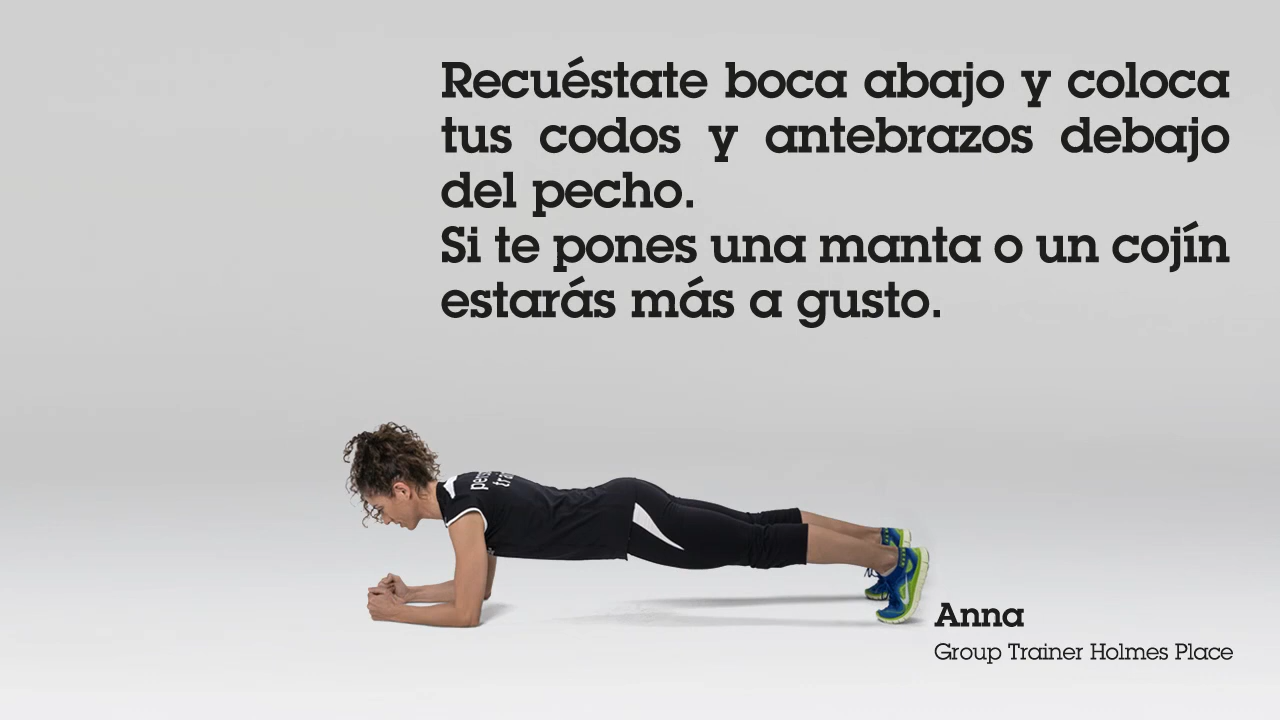 Recuéstate boca abajo y coloca
tus codos y antebrazos debajo
del pecho.
Si te pones una manta o un cojín
estarás más a gusto.
Anna
Group Trainer Holmes Place